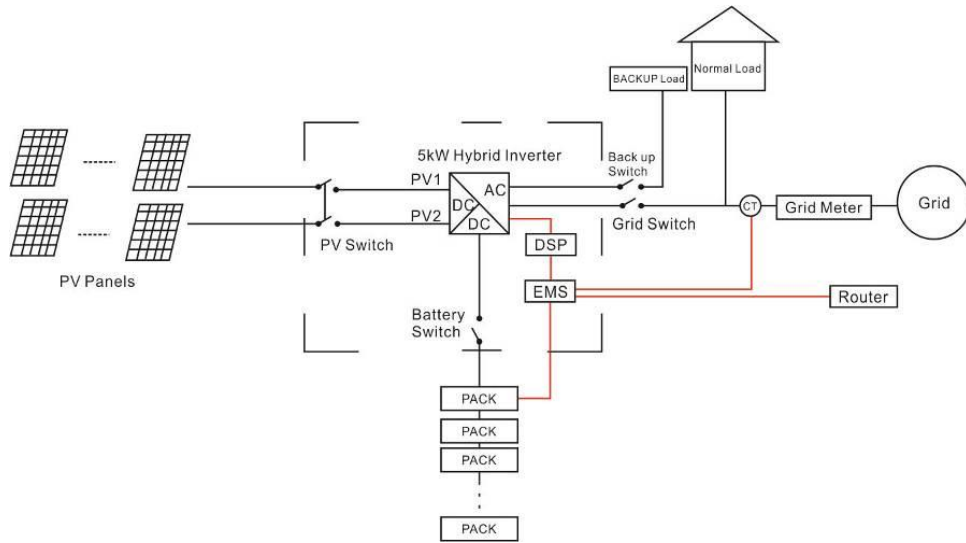 BACKUP Load
Normal Load
5kW Hybrid Inverter
Back up
Switch
PV1
AC
DC
DC
PV2
PV Switch
Grid Switch
CT
Grid Meter
Grid
PV Panels
DSP
EMS
Router
Battery
Switch
PACK
PACK
PACK
PACK